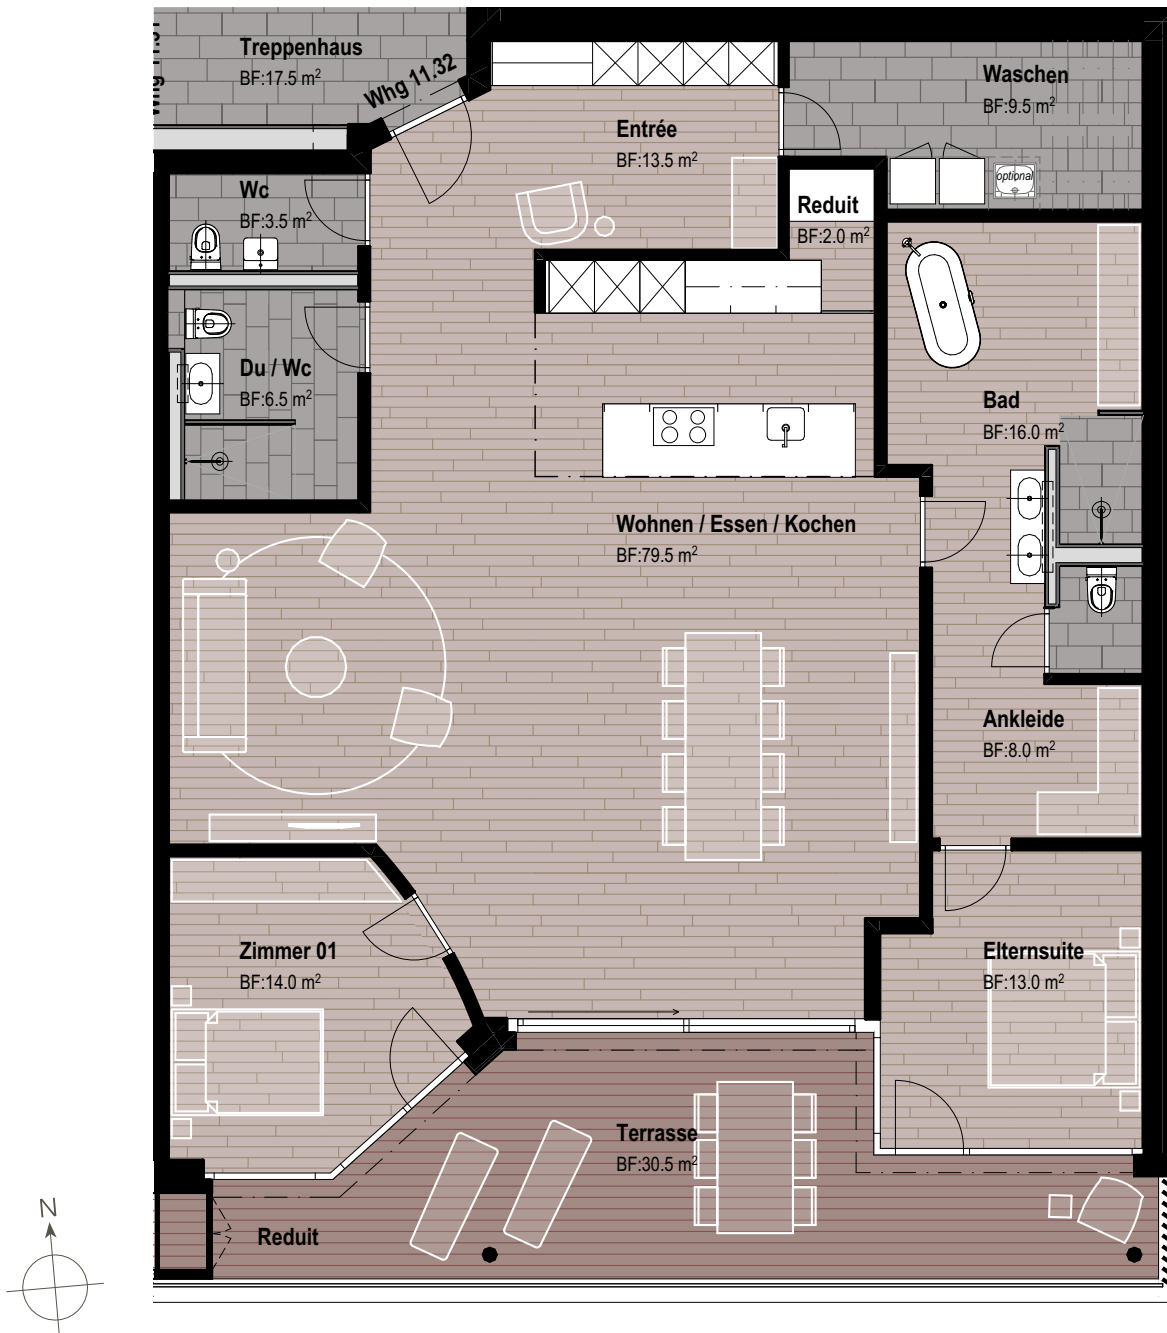 Treppenhaus
BF:17.5 m²
Whg 11.32
Waschen
BF:9.5 m²
Entrée
BF:13.5 m²
optional
Wc
BF:3.5 m²
Reduit
BF:2.0 m²
Du / Wc
BF:6.5 m²
Bad
BF:16.0 m²
Wohnen / Essen / Kochen
BF:79.5 m²
Ankleide
BF:8.0 m²
Zimmer 01
BF:14.0 m²
Elternsuite
BF:13.0 m²
Terrasse
BF:30.5 m²
Reduit
N